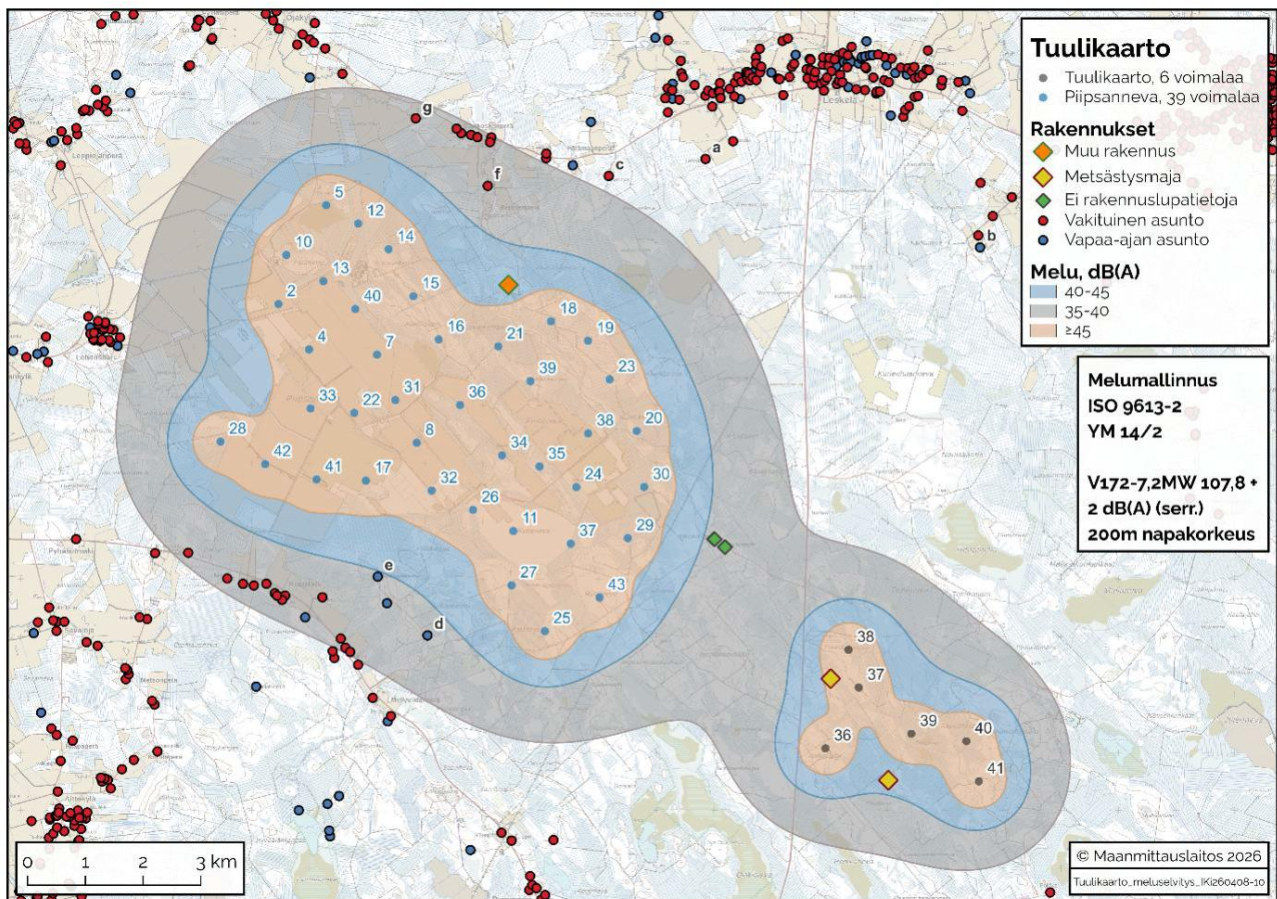 Tuulikaarto
Tuulikaarto, 6 voimalaa
Piipsanneva, 39 voimalaa
Rakennukset
Muu rakennus
Metsästysmaja
Ei rakennuslupatietoja
Vakituinen asunto
Vapaa-ajan asunto
Melu, dB(A)
40-45
35-40
≥45
Melumallinnus
ISO 9613-2
YM 14/2
V172-7,2MW 107,8 +
2 dB(A) (serr.)
200m napakorkeus
g
a
c
f
b
5
12
14
10
13
15
2
40
18
16
21
19
4
7
39
23
33
22
31
36
28
8
38
20
42
34
35
41
17
32
24
30
26
11
37
29
27
43
e
25
d
38
37
39
40
36
41
Leskelä
0 1 2 3 km
© Maanmittauslaitos 2026
Tuulikaarto_meluselvitys_IKi260408-10